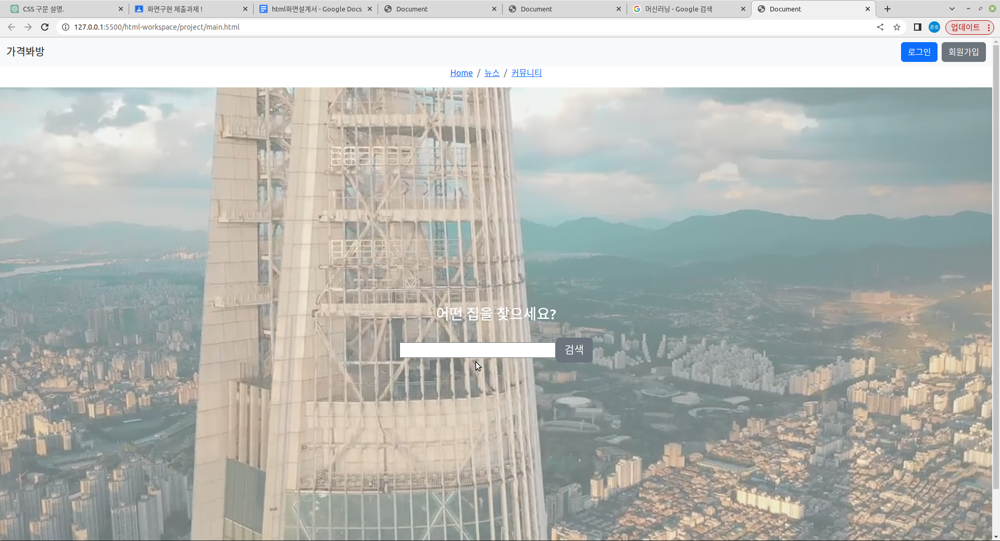 CSS 구문 설명.
화면구현 제출과제 !
html화면설계서 - Google Docs
Document
Document
머신러닝 - Google 검색
Document
127.0.0.1:5500/html-workspace/project/main.html
준호
업데이트
가격봐방
로그인
회원가입
Home / 뉴스 / 커뮤니티
어떤 집을 찾으세요?
검색